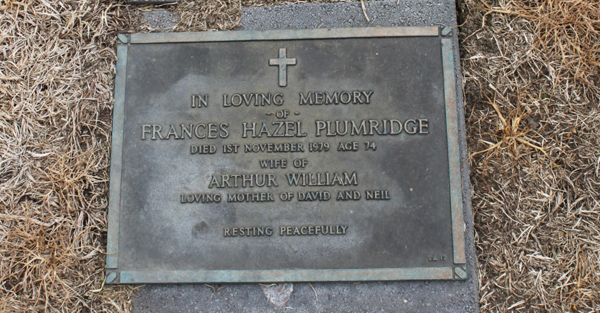 IN LOVING MEMORY
- OF -
FRANCES HAZEL PLUMRIDGE
DIED 1ST NOVEMBER 1979 AGE 74
WIFE OF
ARTHUR WILLIAM
LOVING MOTHER OF DAVID AND NEIL
RESTING PEACEFULLY